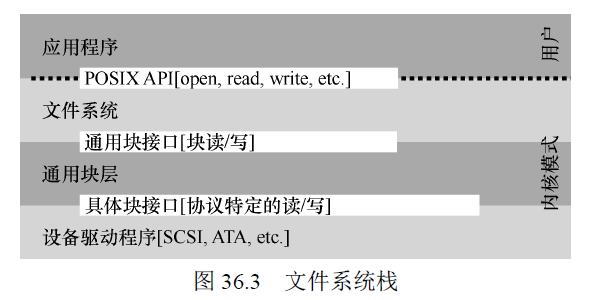 应用程序
用户
POSIX API[open, read, write, etc.]
文件系统
通用块接口[块读/写]
通用块层
内核模式
具体块接口[协议特定的读/写]
设备驱动程序[SCSI, ATA, etc.]
图 36.3 文件系统栈